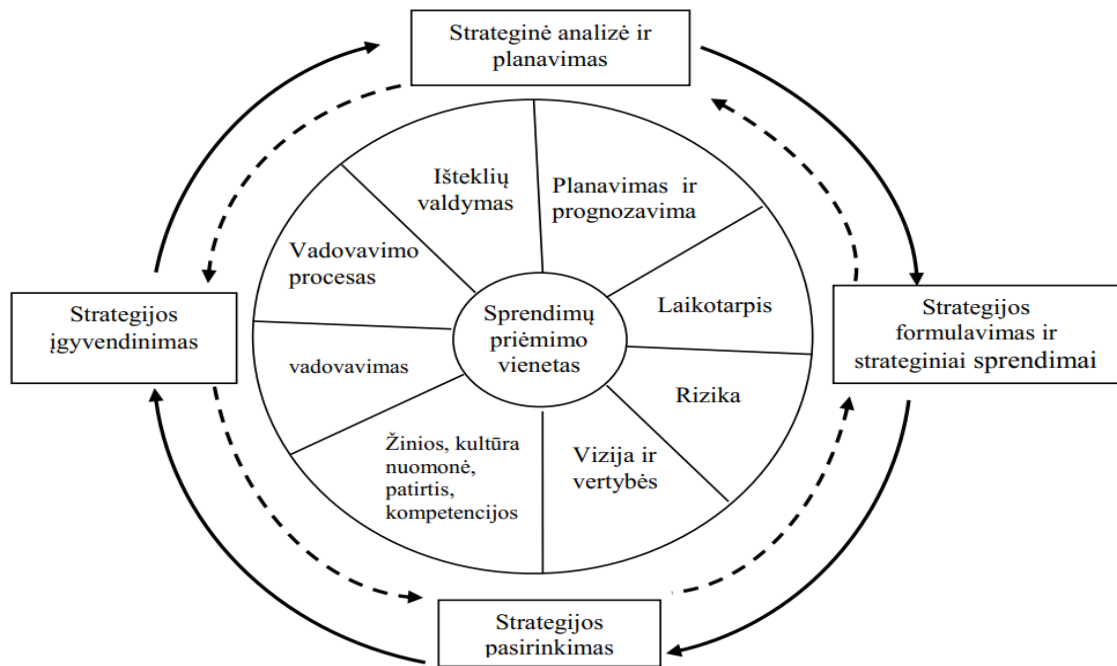 Strateginė analizė ir
planavimas
Išteklių
valdymas
Planavimas ir
prognozavima
Vadovavimo
procesas
Laikotarpis
Sprendimų
priėmimo
vienetas
Strategijos
įgyvendinimas
Strategijos
formulavimas ir
strateginiai sprendimai
vadovavimas
Rizika
Žinios, kultūra
nuomonė,
patirtis,
kompetencijos
Vizija ir
vertybės
Strategijos
pasirinkimas